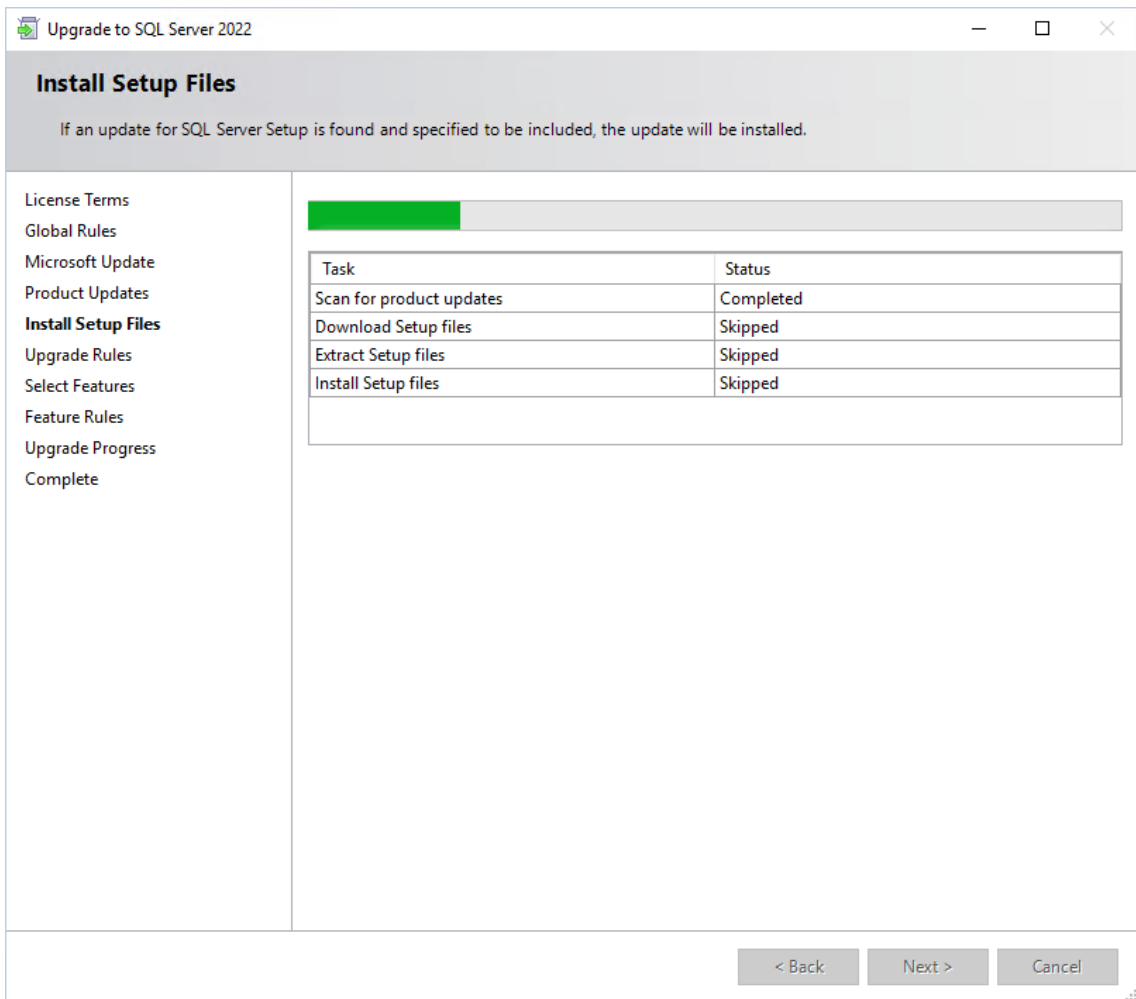 Upgrade to SQL Server 2022
Install Setup Files
If an update for SQL Server Setup is found and specified to be included, the update will be installed.
License Terms
Global Rules
Microsoft Update
Product Updates
Install Setup Files
Upgrade Rules
Select Features
Feature Rules
Upgrade Progress
Complete
Task Status
Scan for product updates Completed
Download Setup files Skipped
Extract Setup files Skipped
Install Setup files Skipped
< Back Next > Cancel